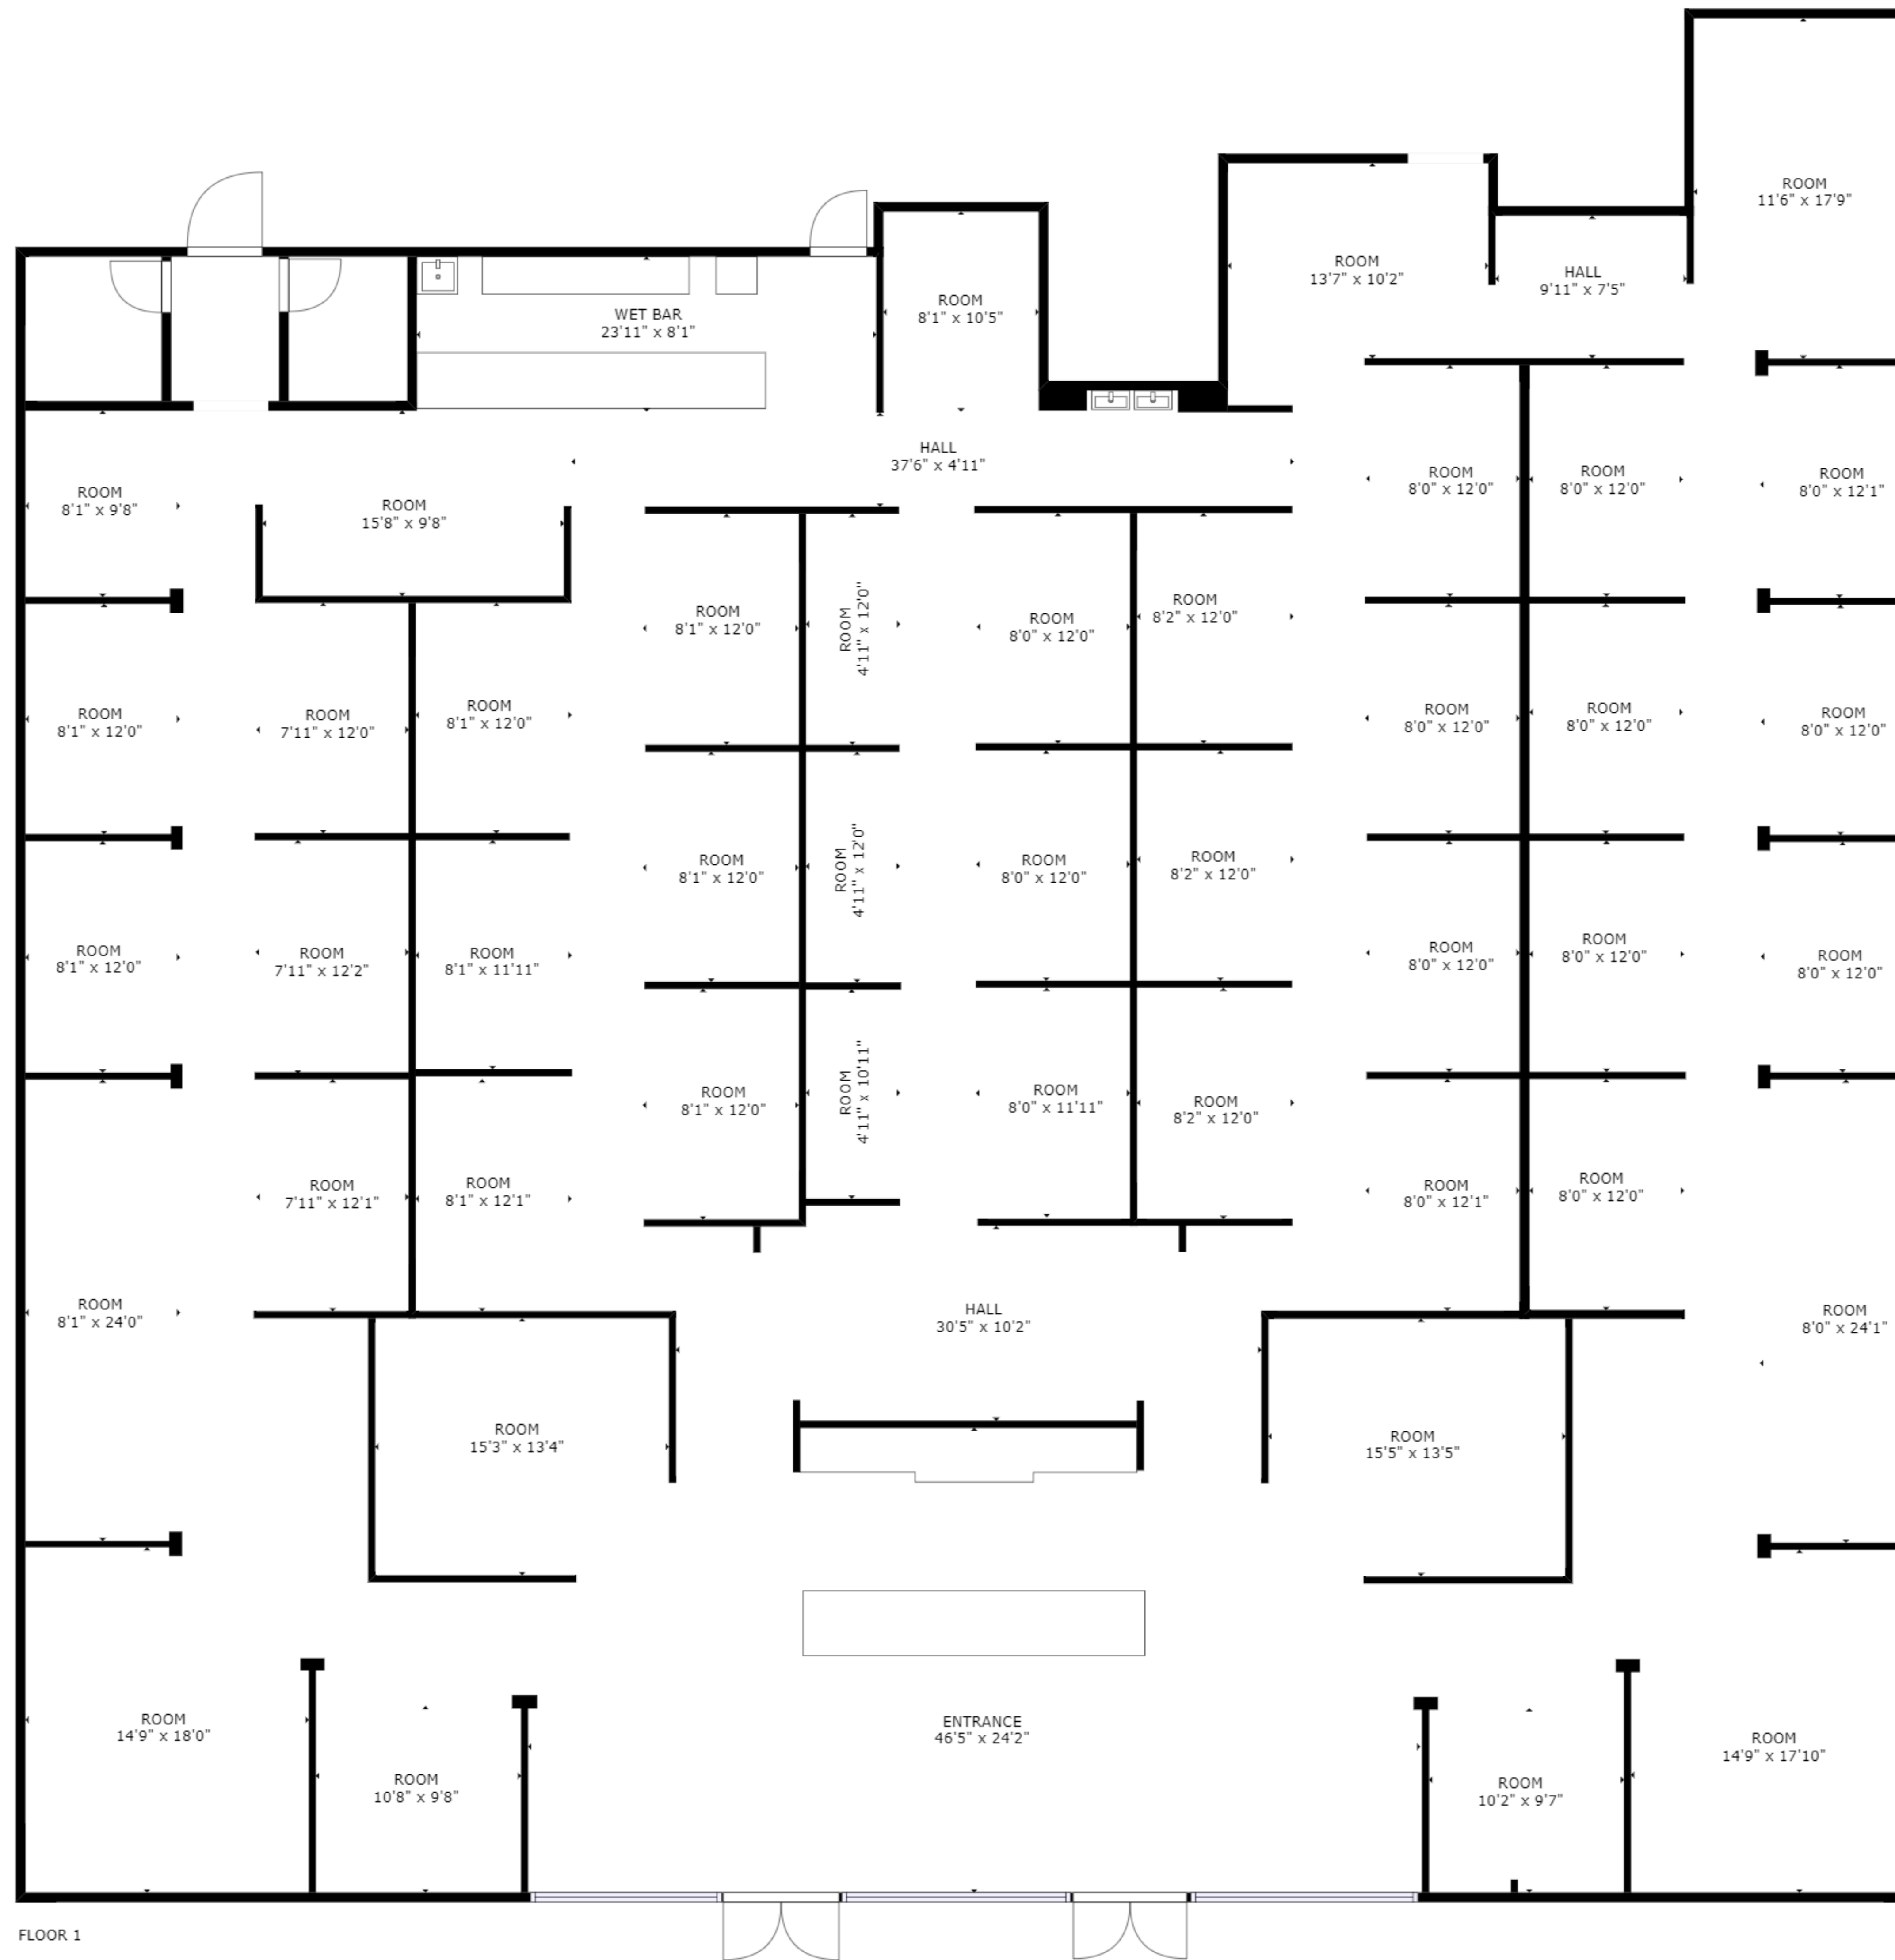 ROOM
11'6" x 17'9"
ROOM
13'7" x 10'2"
HALL
9'11" x 7'5"
ROOM
8'1" x 10'5"
WET BAR
23'11" x 8'1"
HALL
37'6" x 4'11"
ROOM
8'1" x 9'8"
ROOM
15'8" x 9'8"
ROOM
8'0" x 12'0"
ROOM
8'0" x 12'0"
ROOM
8'0" x 12'1"
ROOM
8'1" x 12'0"
ROOM
4'11" x 12'0"
ROOM
8'0" x 12'0"
ROOM
8'2" x 12'0"
ROOM
8'1" x 12'0"
ROOM
7'11" x 12'0"
ROOM
8'1" x 12'0"
ROOM
8'0" x 12'0"
ROOM
8'0" x 12'0"
ROOM
8'0" x 12'0"
ROOM
8'1" x 12'0"
ROOM
4'11" x 12'0"
ROOM
8'0" x 12'0"
ROOM
8'2" x 12'0"
ROOM
8'1" x 12'0"
ROOM
7'11" x 12'2"
ROOM
8'1" x 11'11"
ROOM
8'0" x 12'0"
ROOM
8'0" x 12'0"
ROOM
8'0" x 12'0"
ROOM
8'1" x 12'0"
ROOM
4'11" x 10'11"
ROOM
8'0" x 11'11"
ROOM
8'2" x 12'0"
ROOM
7'11" x 12'1"
ROOM
8'1" x 12'1"
ROOM
8'0" x 12'1"
ROOM
8'0" x 12'0"
ROOM
8'1" x 24'0"
HALL
30'5" x 10'2"
ROOM
8'0" x 24'1"
ROOM
15'3" x 13'4"
ROOM
15'5" x 13'5"
ROOM
14'9" x 18'0"
ENTRANCE
46'5" x 24'2"
ROOM
14'9" x 17'10"
ROOM
10'8" x 9'8"
ROOM
10'2" x 9'7"
FLOOR 1